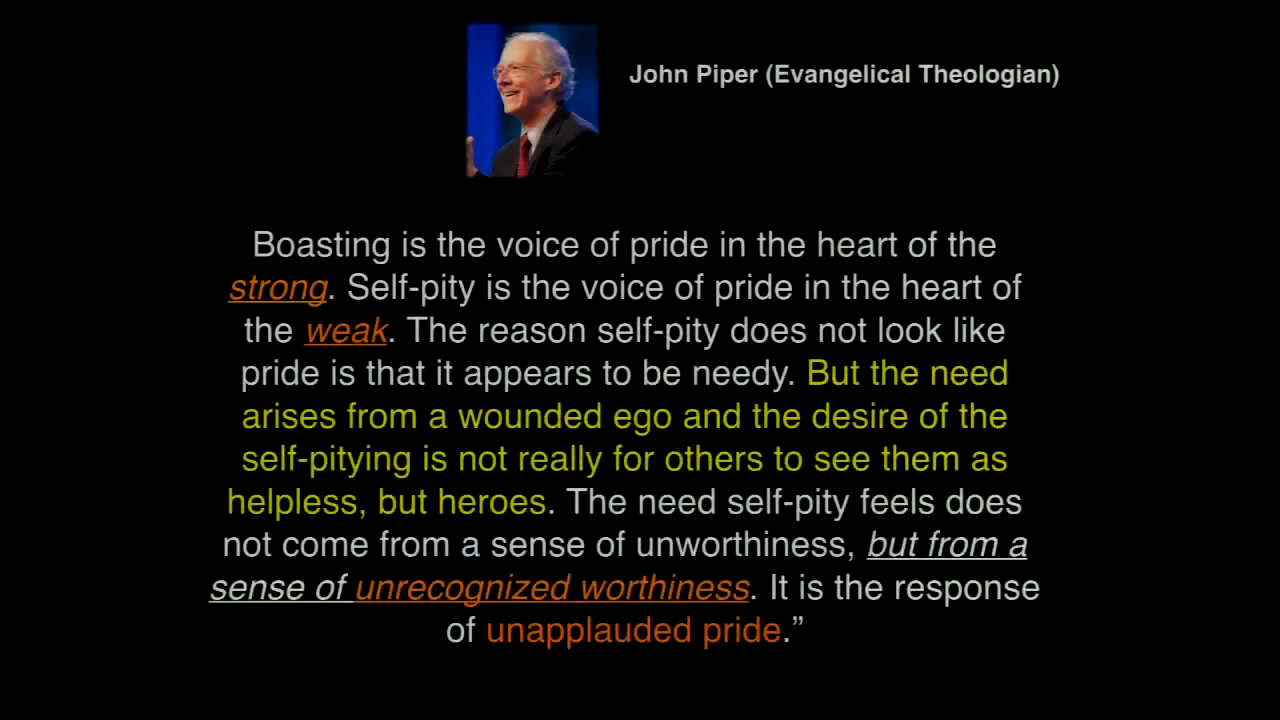 John Piper (Evangelical Theologian)
Boasting is the voice of pride in the heart of the
strong. Self-pity is the voice of pride in the heart of
the weak. The reason self-pity does not look like
pride is that it appears to be needy. But the need
arises from a wounded ego and the desire of the
self-pitying is not really for others to see them as
helpless, but heroes. The need self-pity feels does
not come from a sense of unworthiness, but from a
sense of unrecognized worthiness. It is the response
of unapplauded pride.”